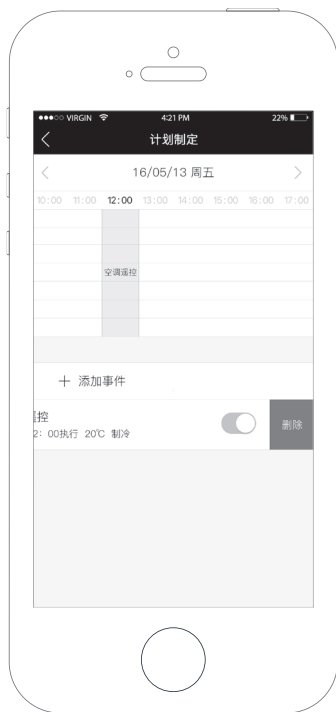 VIRGIN 4:21 PM 22%
计划制定
16/05/13 周五
10:00 11:00 12:00 13:00 14:00 15:00 16:00 17:00
空调遥控
+ 添加事件
控
2: 00执行 20℃ 制冷
删除